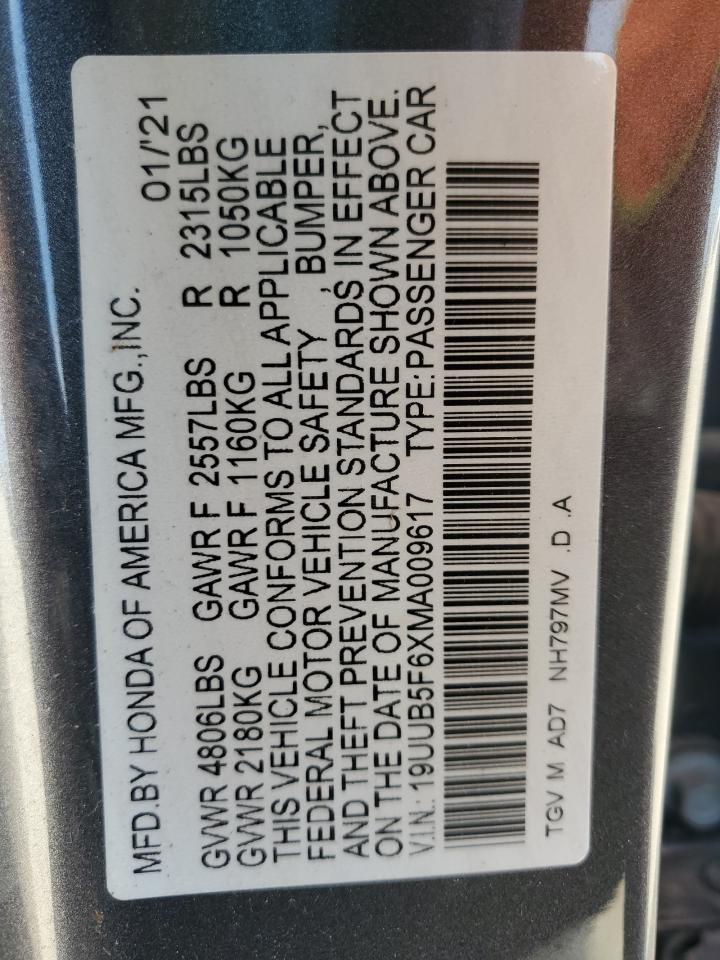 MFD.BY HONDA OF AMERICA MFG.,INC. 01/'21
GVWR 4806LBS GAWR F 2557LBS R 2315LBS
GVWR 2180KG GAWR F 1160KG R 1050KG
THIS VEHICLE CONFORMS TO ALL APPLICABLE
FEDERAL MOTOR VEHICLE SAFETY , BUMPER,
AND THEFT PREVENTION STANDARDS IN EFFECT
ON THE DATE OF MANUFACTURE SHOWN ABOVE.
V.I.N.: 19UUB5F6XMA009617 TYPE:PASSENGER CAR
TGV M AD7 NH797MV .D .A